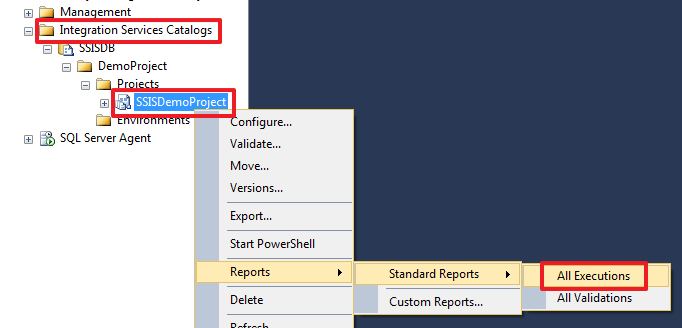 Management
Integration Services Catalogs
SSISDB
DemoProject
Projects
SSISDemoProject
Environments
SQL Server Agent
Configure...
Validate...
Move...
Versions...
Export...
Start PowerShell
Reports
Delete
Refresh
Standard Reports
Custom Reports...
All Executions
All Validations